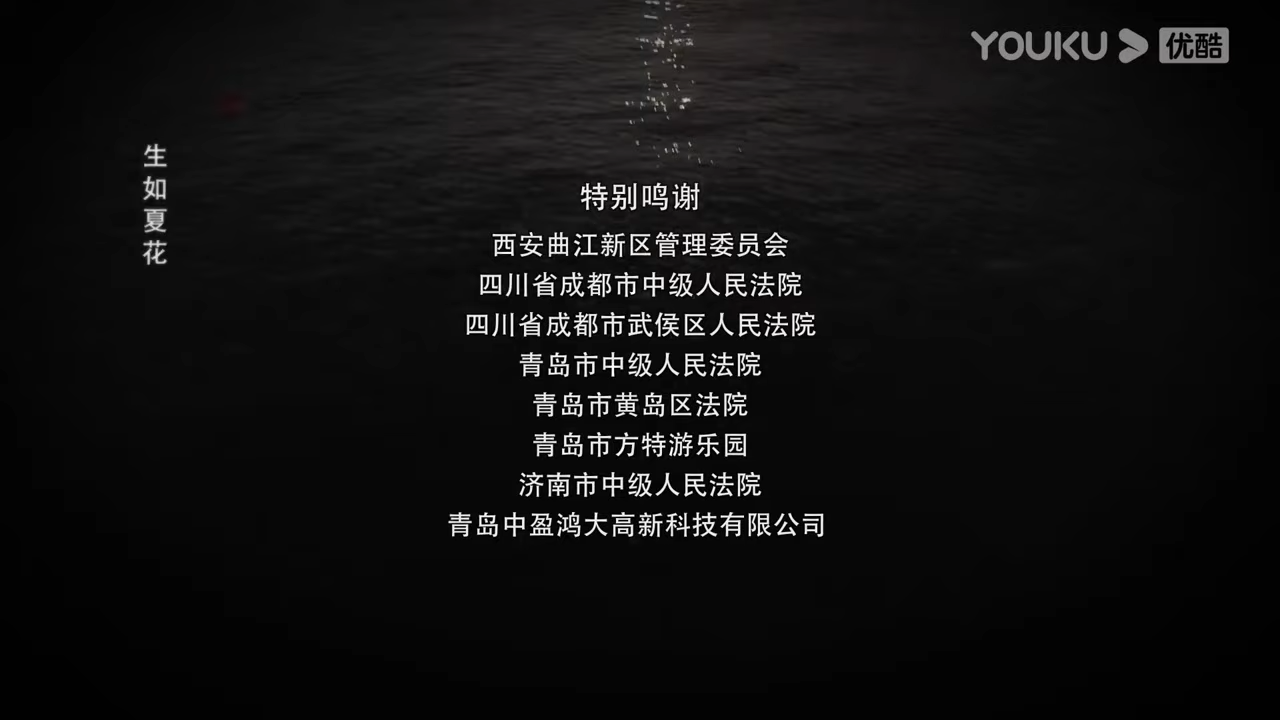 YOUKU 优酷
生如夏花
特别鸣谢
西安曲江新区管理委员会
四川省成都市中级人民法院
四川省成都市武侯区人民法院
青岛市中级人民法院
青岛市黄岛区法院
青岛市方特游乐园
济南市中级人民法院
青岛中盈鸿大高新科技有限公司